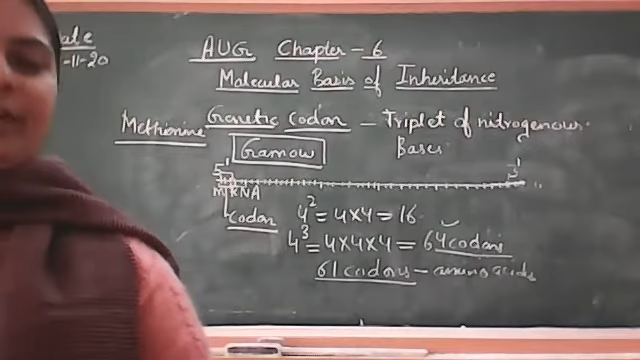 -11-20
AUG Chapter - 6
Molecular Basis of Inheritance
Methionine Genetic Codon - Triplet of nitrogenous
Bases
Gamow
5' 3'
mRNA
Codon 4² = 4×4 = 16
4³ = 4×4×4 = 64 codons
61 codons - amino acids